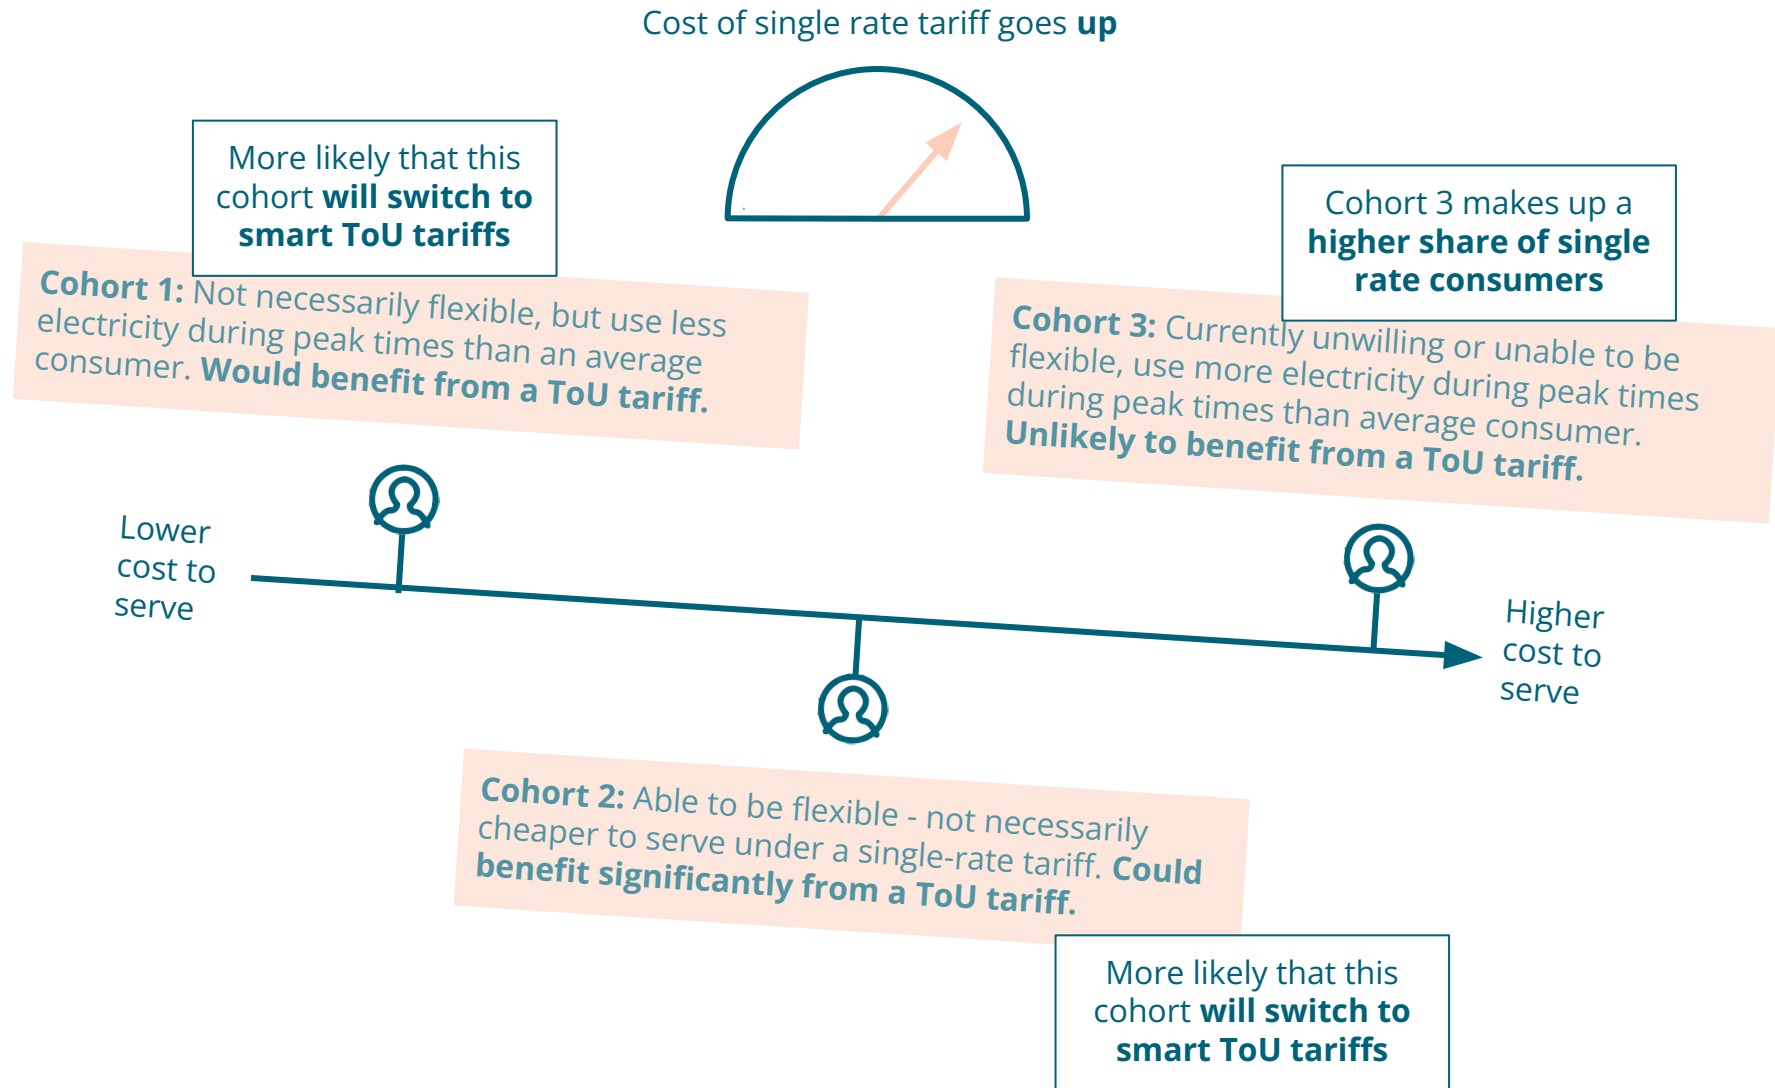 Cost of single rate tariff goes up
More likely that this
cohort will switch to
smart ToU tariffs
Cohort 1: Not necessarily flexible, but use less
electricity during peak times than an average
consumer. Would benefit from a ToU tariff.
Cohort 3 makes up a
higher share of single
rate consumers
Cohort 3: Currently unwilling or unable to be
flexible, use more electricity during peak times
during peak times than average consumer.
Unlikely to benefit from a ToU tariff.
Lower
cost to
serve
Higher
cost to
serve
Cohort 2: Able to be flexible - not necessarily
cheaper to serve under a single-rate tariff. Could
benefit significantly from a ToU tariff.
More likely that this
cohort will switch to
smart ToU tariffs